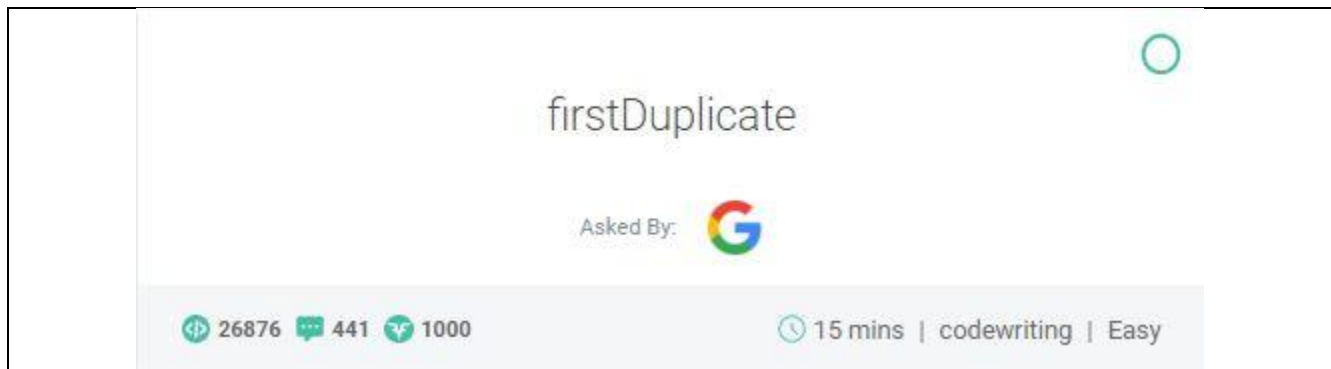 firstDuplicate
Asked By:
26876 441 1000 15 mins | codewriting | Easy